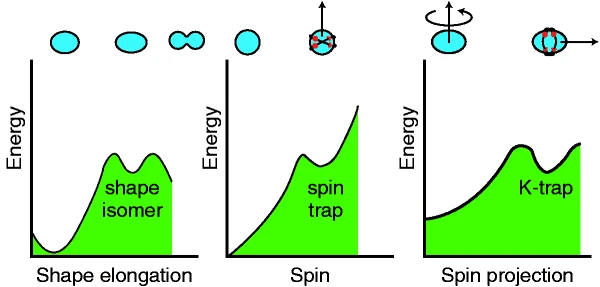 Energy
shape
isomer
Shape elongation
Energy
spin
trap
Spin
Energy
K-trap
Spin projection